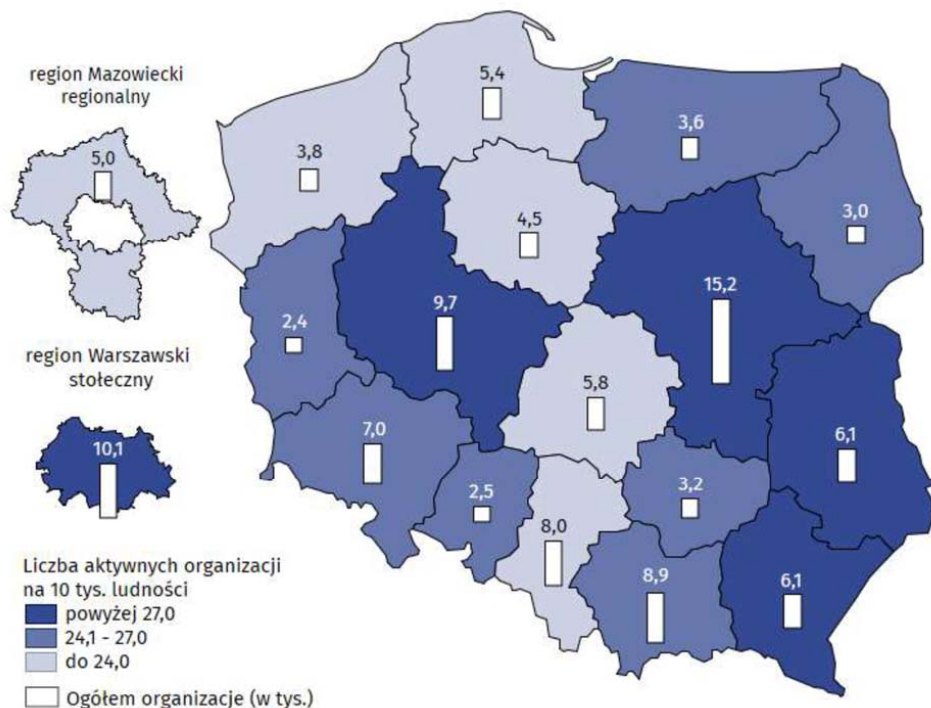 region Mazowiecki
regionalny
5,0
region Warszawski
stołeczny
10,1
5,4
3,8
3,6
4,5
3,0
15,2
9,7
2,4
5,8
7,0
6,1
2,5
3,2
8,0
8,9
6,1
Liczba aktywnych organizacji
na 10 tys. ludności
powyżej 27,0
24,1 - 27,0
do 24,0
Ogółem organizacje (w tys.)